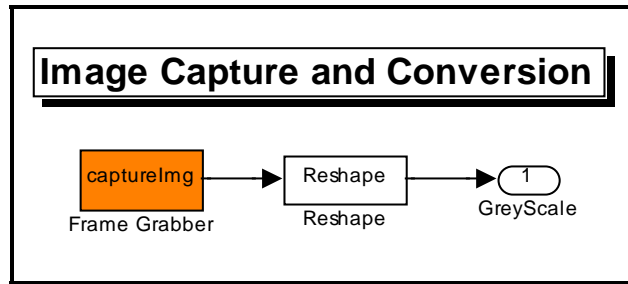 Image Capture and Conversion
captureImg
Reshape
1
Frame Grabber
Reshape
GreyScale